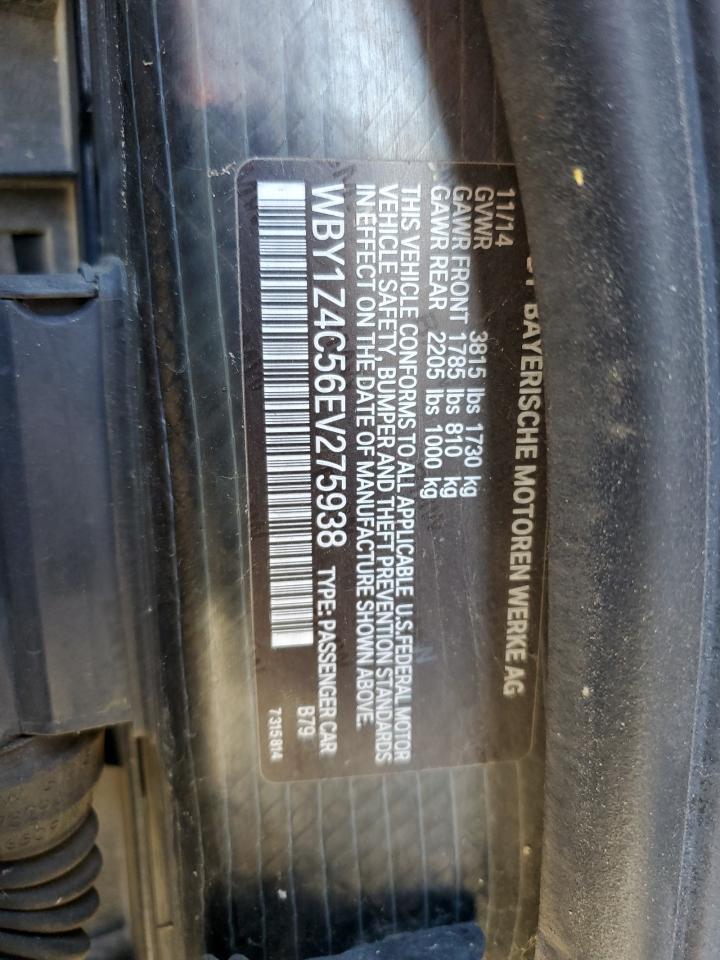 BAYERISCHE MOTOREN WERKE AG
11/14
GVWR 3815 lbs 1730 kg
GAWR FRONT 1785 lbs 810 kg
GAWR REAR 2205 lbs 1000 kg
THIS VEHICLE CONFORMS TO ALL APPLICABLE U.S.FEDERAL MOTOR
VEHICLE SAFETY, BUMPER AND THEFT PREVENTION STANDARDS
IN EFFECT ON THE DATE OF MANUFACTURE SHOWN ABOVE.
WBY1Z4C56EV275938 TYPE: PASSENGER CAR
B79
7315814